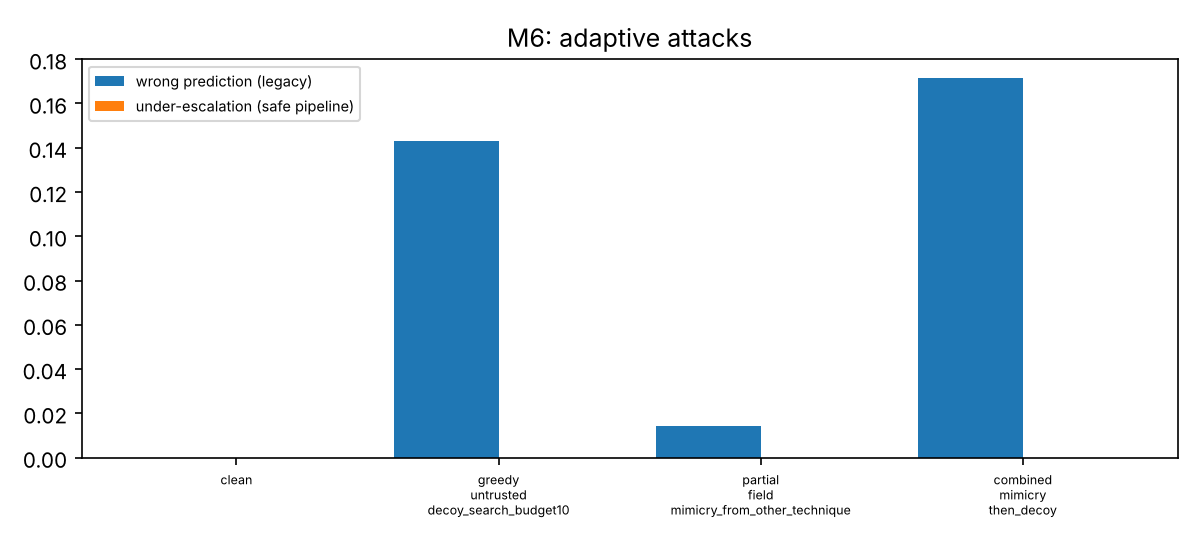 M6: adaptive attacks
0.18
0.16
0.14
0.12
0.10
0.08
0.06
0.04
0.02
0.00
wrong prediction (legacy)
under-escalation (safe pipeline)
clean
greedy
untrusted
decoy_search_budget10
partial
field
mimicry_from_other_technique
combined
mimicry
then_decoy